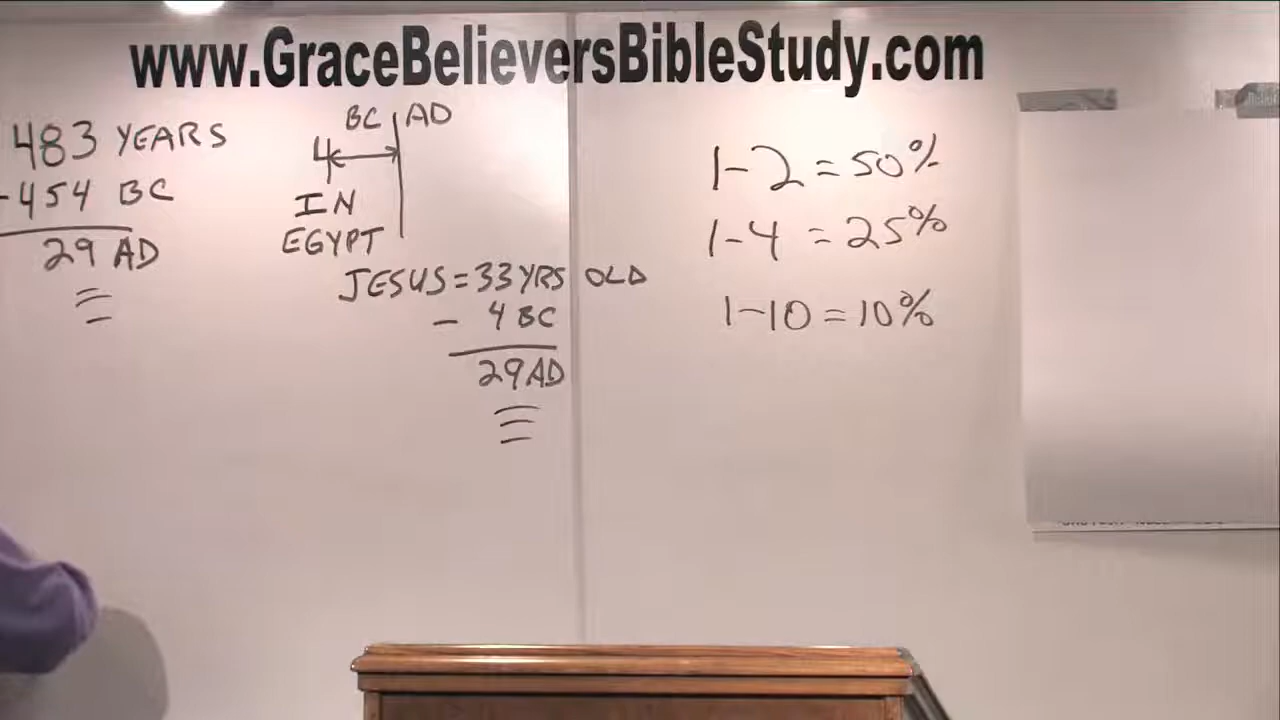 www.GraceBelieversBibleStudy.com
483 YEARS
-454 BC
29 AD
BC AD
4
IN
EGYPT
JESUS=33YRS OLD
- 4 BC
29AD
1-2=50%
1-4=25%
1-10=10%